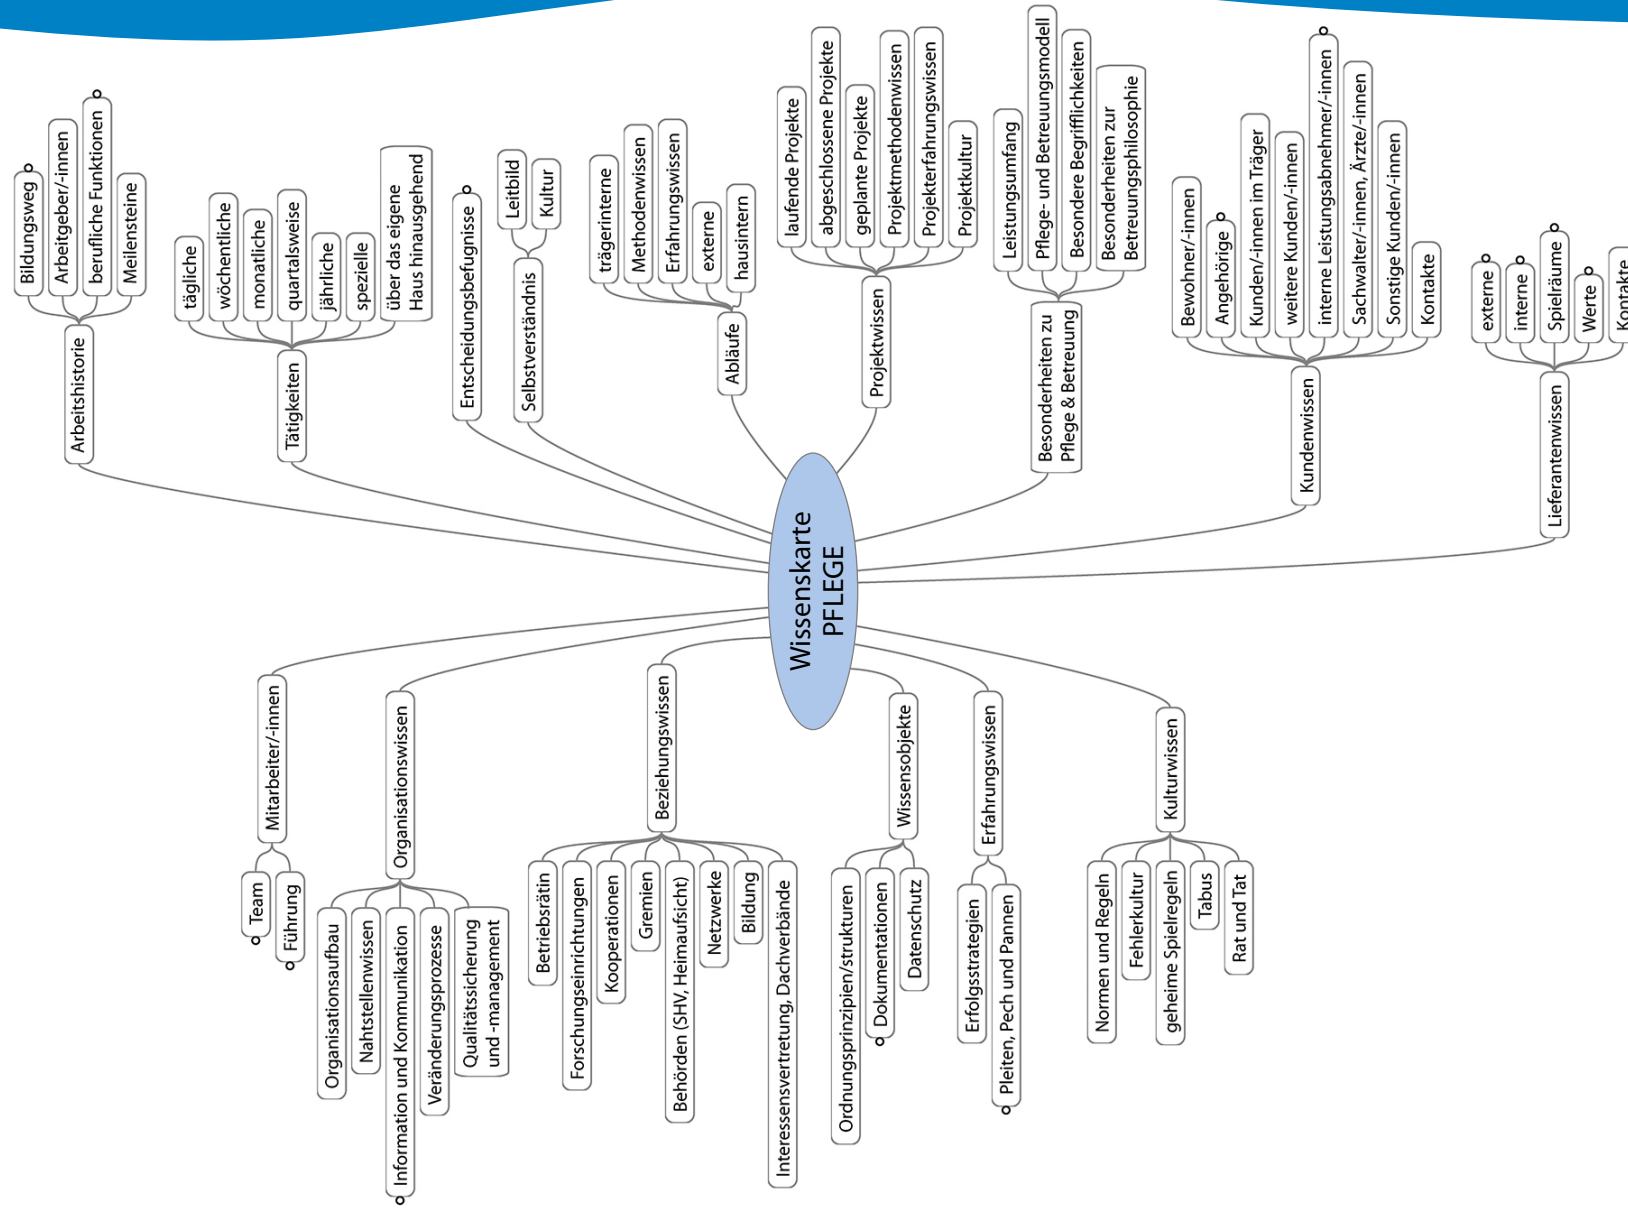 Wissenskarte
PFLEGE
Arbeitshistorie
Bildungsweg
Arbeitgeber/-innen
berufliche Funktionen
Meilensteine
Tätigkeiten
tägliche
wöchentliche
monatliche
quartalsweise
jährliche
spezielle
über das eigene
Haus hinausgehend
Entscheidungsbefugnisse
Selbstverständnis
Leitbild
Kultur
Abläufe
trägerinterne
Methodenwissen
Erfahrungswissen
externe
hausintern
Projektwissen
laufende Projekte
abgeschlossene Projekte
geplante Projekte
Projektmethodenwissen
Projekterfahrungswissen
Projektkultur
Besonderheiten zu
Pflege & Betreuung
Leistungsumfang
Pflege- und Betreuungsmodell
Besondere Begrifflichkeiten
Besonderheiten zur
Betreuungsphilosophie
Kundenwissen
Bewohner/-innen
Angehörige
Kunden/-innen im Träger
weitere Kunden/-innen
interne Leistungsabnehmer/-innen
Sachwalter/-innen, Ärzte/-innen
Sonstige Kunden/-innen
Kontakte
Lieferantenwissen
externe
interne
Spielräume
Werte
Kontakte
Mitarbeiter/-innen
Team
Führung
Organisationswissen
Organisationsaufbau
Nahtstellenwissen
Information und Kommunikation
Veränderungsprozesse
Qualitätssicherung
und -management
Beziehungswissen
Betriebsrätin
Forschungseinrichtungen
Kooperationen
Gremien
Behörden (SHV, Heimaufsicht)
Netzwerke
Bildung
Interessensvertretung, Dachverbände
Wissensobjekte
Ordnungsprinzipien/strukturen
Dokumentationen
Datenschutz
Erfahrungswissen
Erfolgsstrategien
Pleiten, Pech und Pannen
Kulturwissen
Normen und Regeln
Fehlerkultur
geheime Spielregeln
Tabus
Rat und Tat